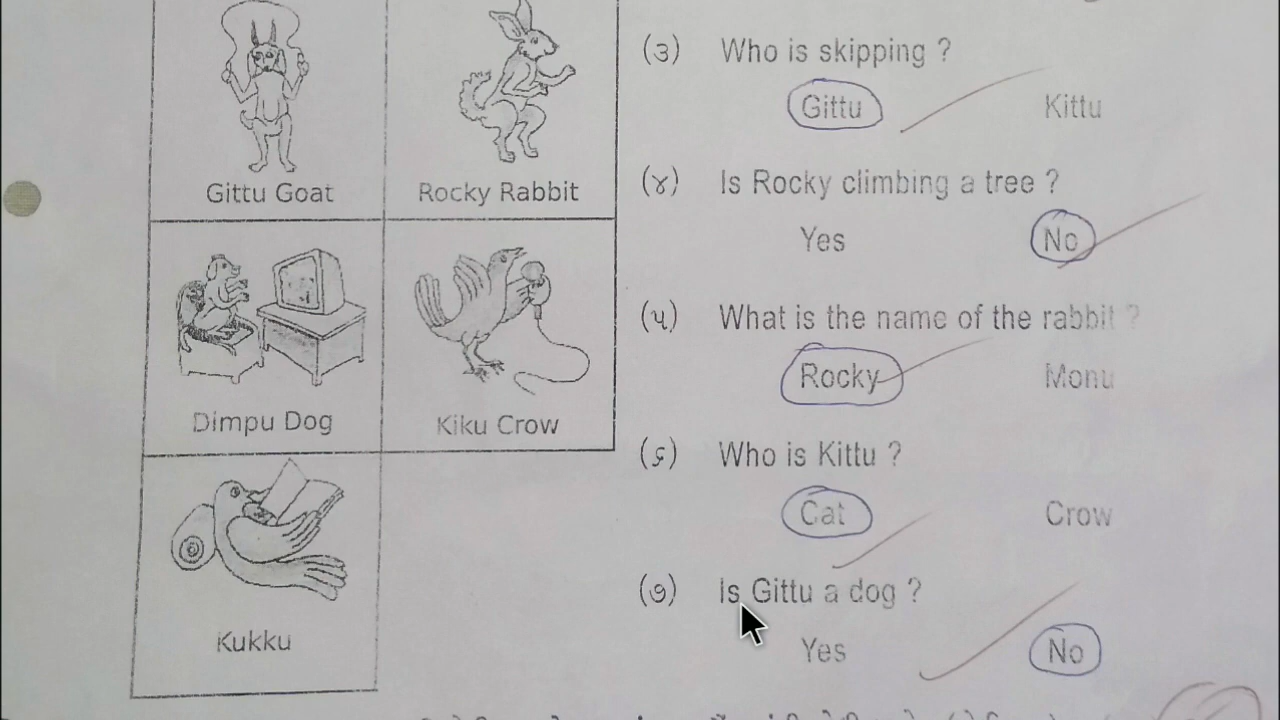 Gittu Goat
Rocky Rabbit
Dimpu Dog
Kiku Crow
Kukku
(૩) Who is skipping ?
Gittu Kittu
(૪) Is Rocky climbing a tree ?
Yes No
(૫) What is the name of the rabbit ?
Rocky Monu
(૬) Who is Kittu ?
Cat Crow
(૭) Is Gittu a dog ?
Yes No